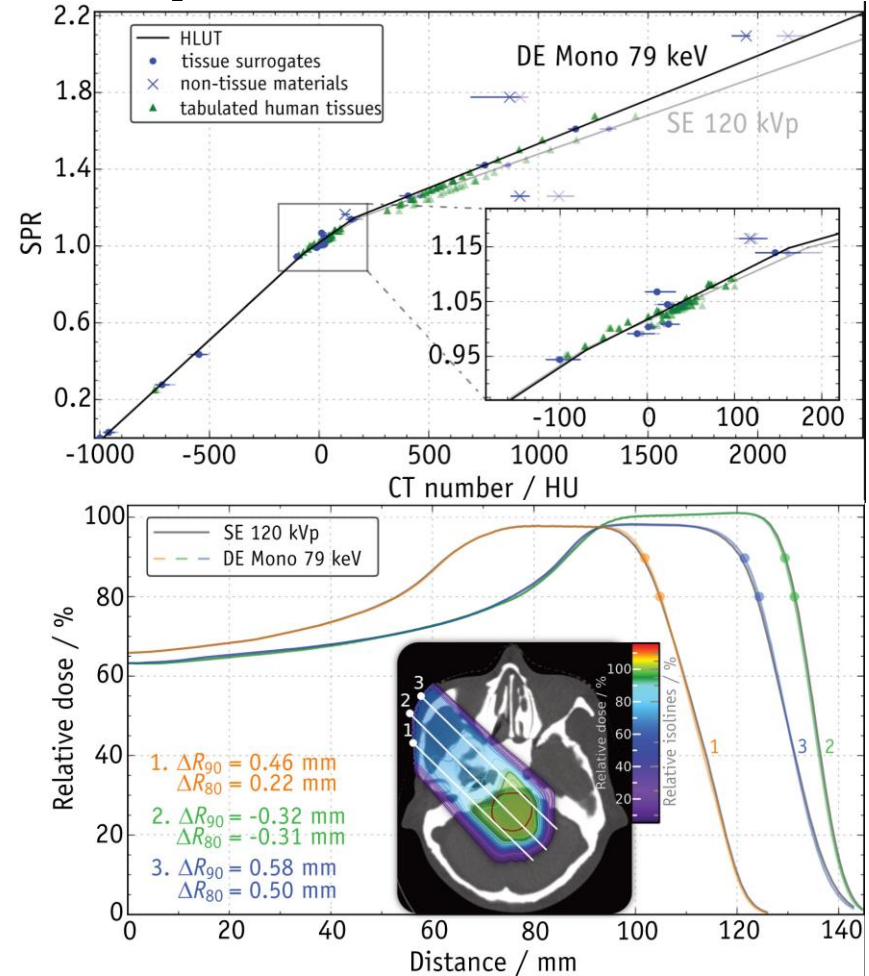 2.2
1.8
1.4
1.0
0.6
0.2
SPR
HLUT
tissue surrogates
non-tissue materials
tabulated human tissues
DE Mono 79 keV
SE 120 kVp
1.15
1.05
0.95
-100 0 100 200
-1000 -500 0 500 1000 1500 2000
CT number / HU
100
80
60
40
20
0
Relative dose / %
SE 120 kVp
DE Mono 79 keV
3
2
1
100
80
60
40
20
Relative dose / %
Relative isolines / %
1 3 2
1. ΔR90 = 0.46 mm
ΔR80 = 0.22 mm
2. ΔR90 = -0.32 mm
ΔR80 = -0.31 mm
3. ΔR90 = 0.58 mm
ΔR80 = 0.50 mm
0 20 40 60 80 100 120 140
Distance / mm